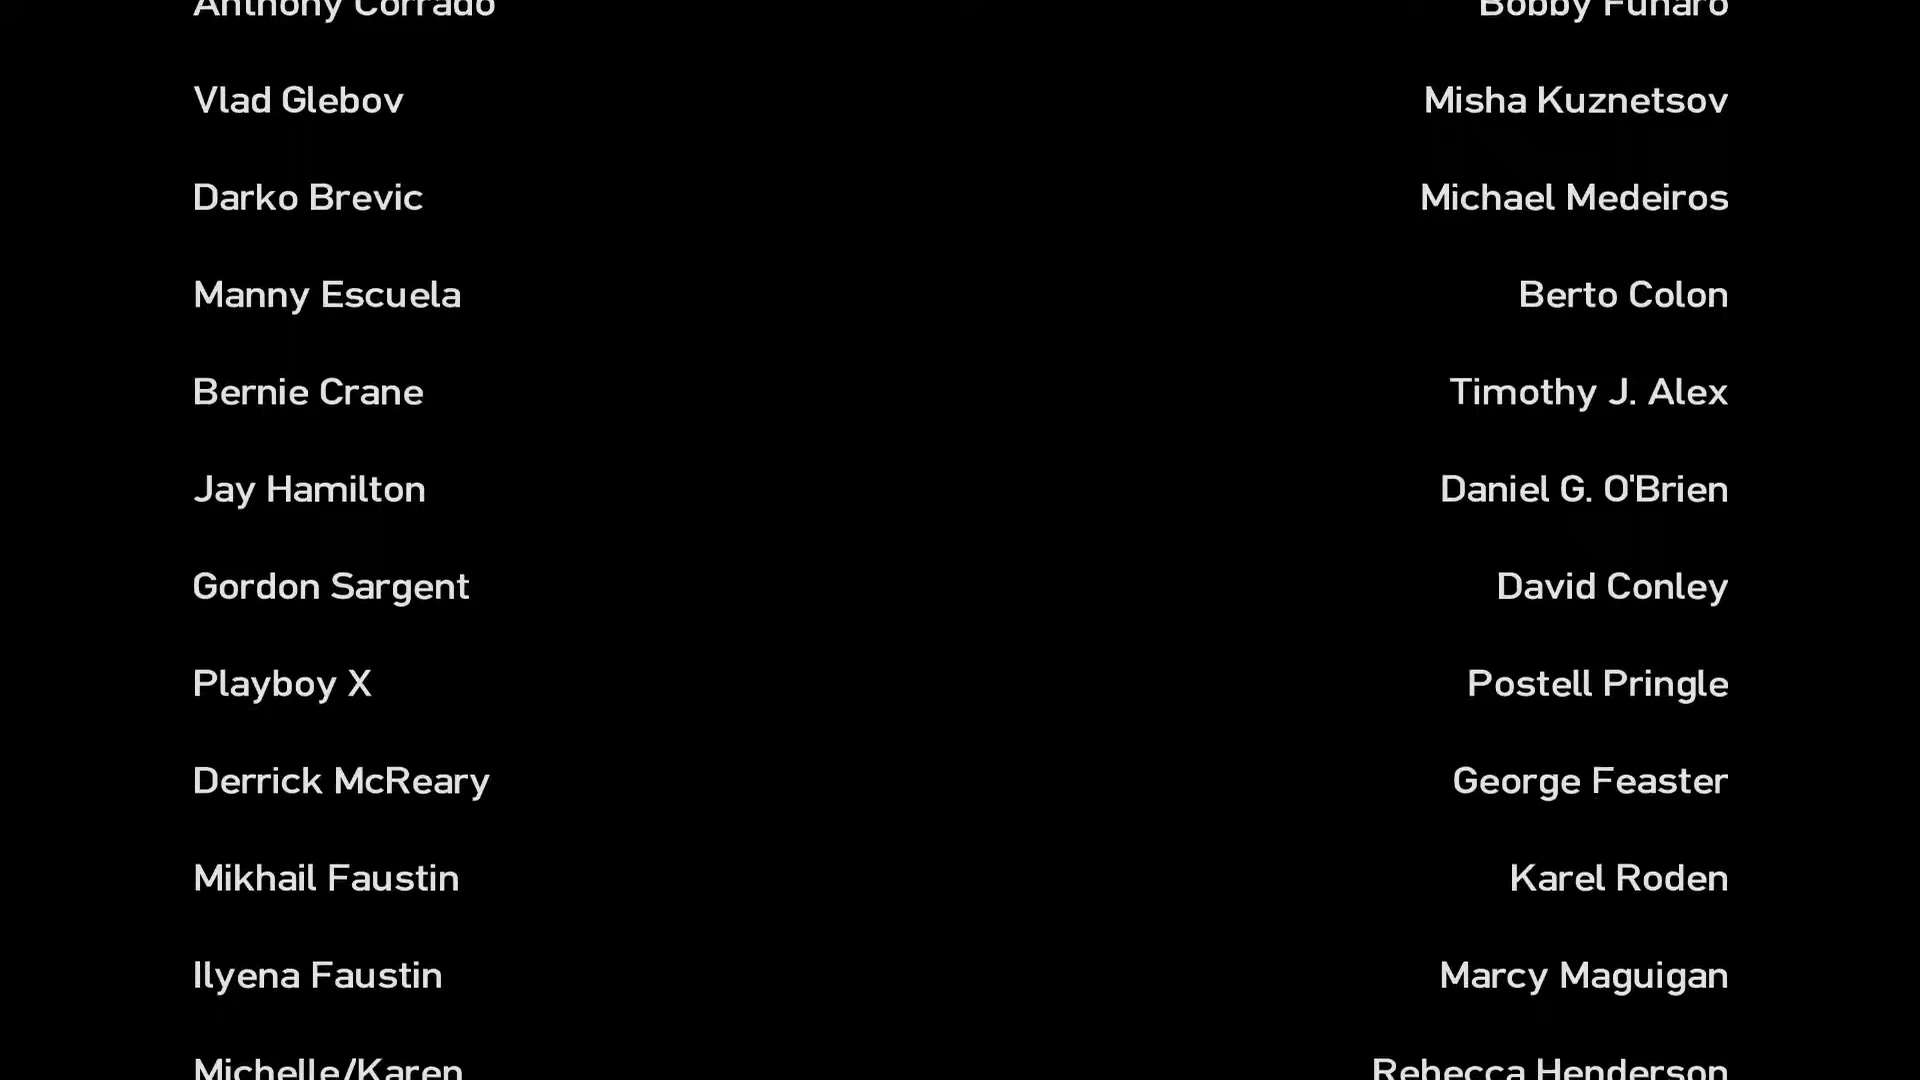 Anthony Corrado Bobby Funaro
Vlad Glebov Misha Kuznetsov
Darko Brevic Michael Medeiros
Manny Escuela Berto Colon
Bernie Crane Timothy J. Alex
Jay Hamilton Daniel G. O'Brien
Gordon Sargent David Conley
Playboy X Postell Pringle
Derrick McReary George Feaster
Mikhail Faustin Karel Roden
Ilyena Faustin Marcy Maguigan
Michelle/Karen Rebecca Henderson